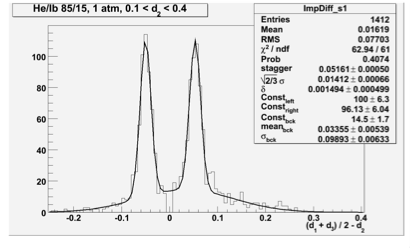 He/Ib 85/15, 1 atm, 0.1 < d2 < 0.4
ImpDiff_s1
Entries 1412
Mean 0.01619
RMS 0.07703
χ² / ndf 62.94 / 61
Prob 0.4074
stagger 0.05161 ± 0.00050
√2/3 σ 0.01412 ± 0.00066
δ 0.001494 ± 0.000499
Const_left 100 ± 6.3
Const_right 96.13 ± 6.04
Const_bck 14.5 ± 1.7
mean_bck 0.03355 ± 0.00539
σ_bck 0.09893 ± 0.00633
100
80
60
40
20
0
-0.2 -0.1 0 0.1 0.2 0.3 0.4
(d1 + d3) / 2 - d2